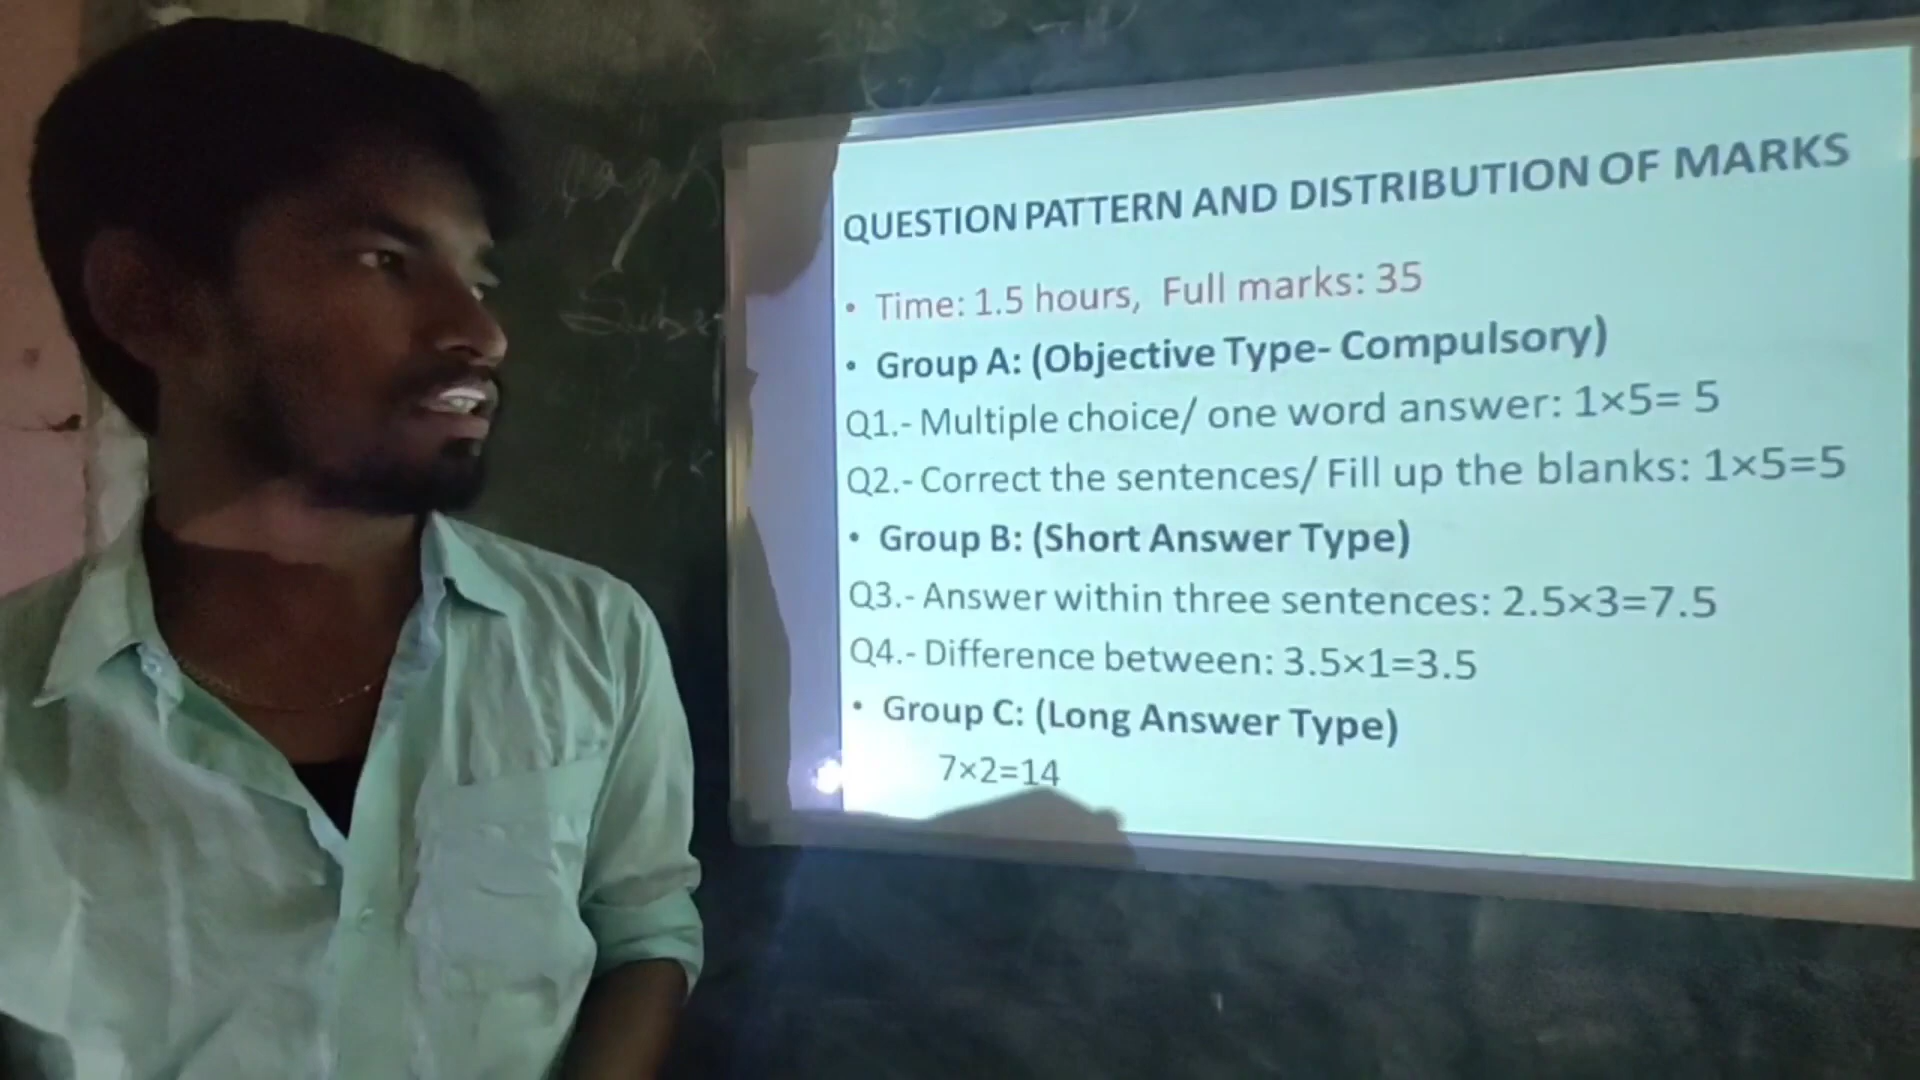 QUESTION PATTERN AND DISTRIBUTION OF MARKS
• Time: 1.5 hours, Full marks: 35
• Group A: (Objective Type- Compulsory)
Q1.- Multiple choice/ one word answer: 1×5= 5
Q2.- Correct the sentences/ Fill up the blanks: 1×5=5
• Group B: (Short Answer Type)
Q3.- Answer within three sentences: 2.5×3=7.5
Q4.- Difference between: 3.5×1=3.5
• Group C: (Long Answer Type)
7×2=14